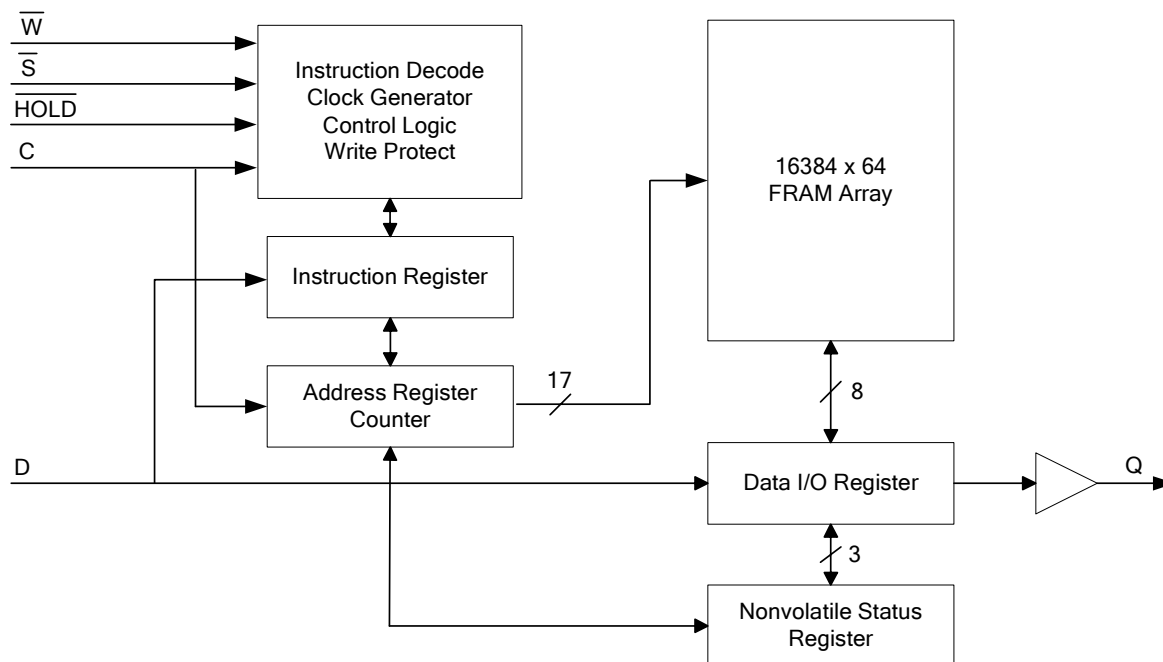 W̅
S̅
H̅O̅L̅D̅
C
Instruction Decode
Clock Generator
Control Logic
Write Protect
16384 x 64
FRAM Array
Instruction Register
Address Register
Counter
17
8
D
Data I/O Register
Q
3
Nonvolatile Status
Register